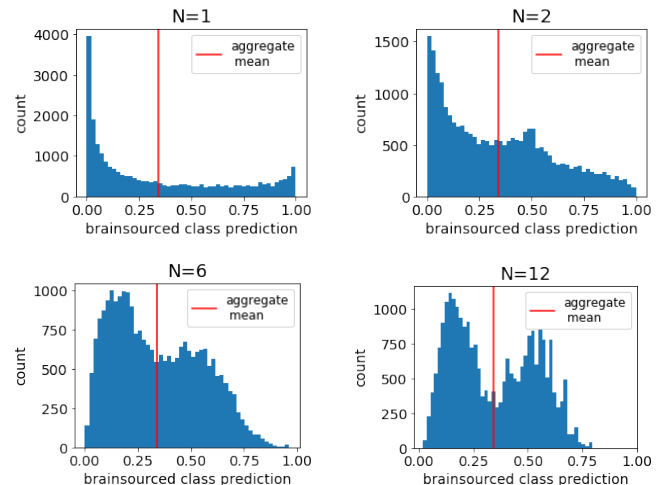 N=1
4000
3000
2000
1000
0
count
aggregate
mean
0.00 0.25 0.50 0.75 1.00
brainsourced class prediction
N=2
1500
1000
500
0
count
aggregate
mean
0.00 0.25 0.50 0.75 1.00
brainsourced class prediction
N=6
1000
750
500
250
0
count
aggregate
mean
0.00 0.25 0.50 0.75 1.00
brainsourced class prediction
N=12
1000
750
500
250
0
count
aggregate
mean
0.00 0.25 0.50 0.75 1.00
brainsourced class prediction